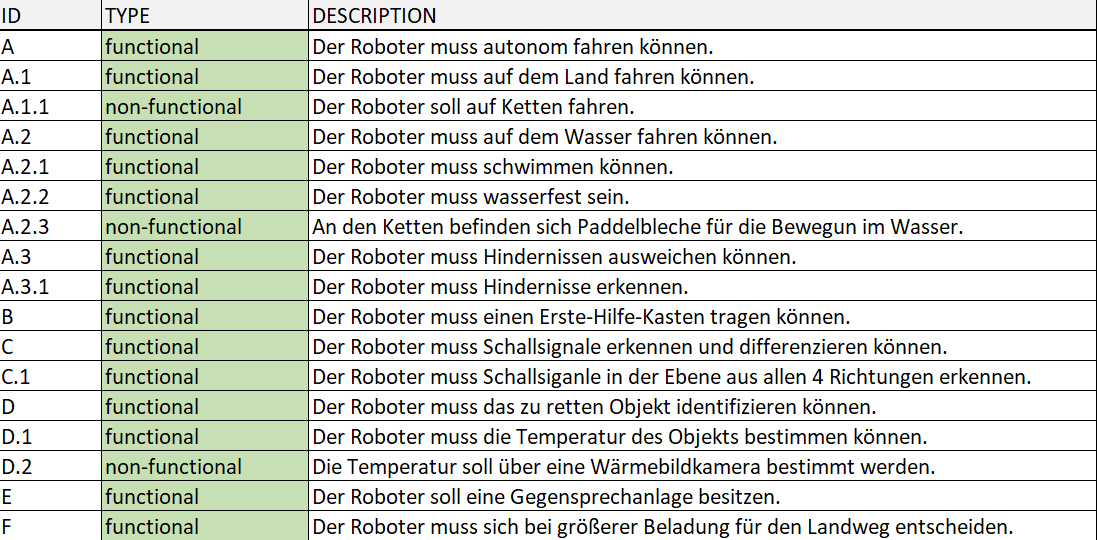 ID TYPE DESCRIPTION
A functional Der Roboter muss autonom fahren können.
A.1 functional Der Roboter muss auf dem Land fahren können.
A.1.1 non-functional Der Roboter soll auf Ketten fahren.
A.2 functional Der Roboter muss auf dem Wasser fahren können.
A.2.1 functional Der Roboter muss schwimmen können.
A.2.2 functional Der Roboter muss wasserfest sein.
A.2.3 non-functional An den Ketten befinden sich Paddelbleche für die Bewegun im Wasser.
A.3 functional Der Roboter muss Hindernissen ausweichen können.
A.3.1 functional Der Roboter muss Hindernisse erkennen.
B functional Der Roboter muss einen Erste-Hilfe-Kasten tragen können.
C functional Der Roboter muss Schallsignale erkennen und differenzieren können.
C.1 functional Der Roboter muss Schallsiganle in der Ebene aus allen 4 Richtungen erkennen.
D functional Der Roboter muss das zu retten Objekt identifizieren können.
D.1 functional Der Roboter muss die Temperatur des Objekts bestimmen können.
D.2 non-functional Die Temperatur soll über eine Wärmebildkamera bestimmt werden.
E functional Der Roboter soll eine Gegensprechanlage besitzen.
F functional Der Roboter muss sich bei größerer Beladung für den Landweg entscheiden.